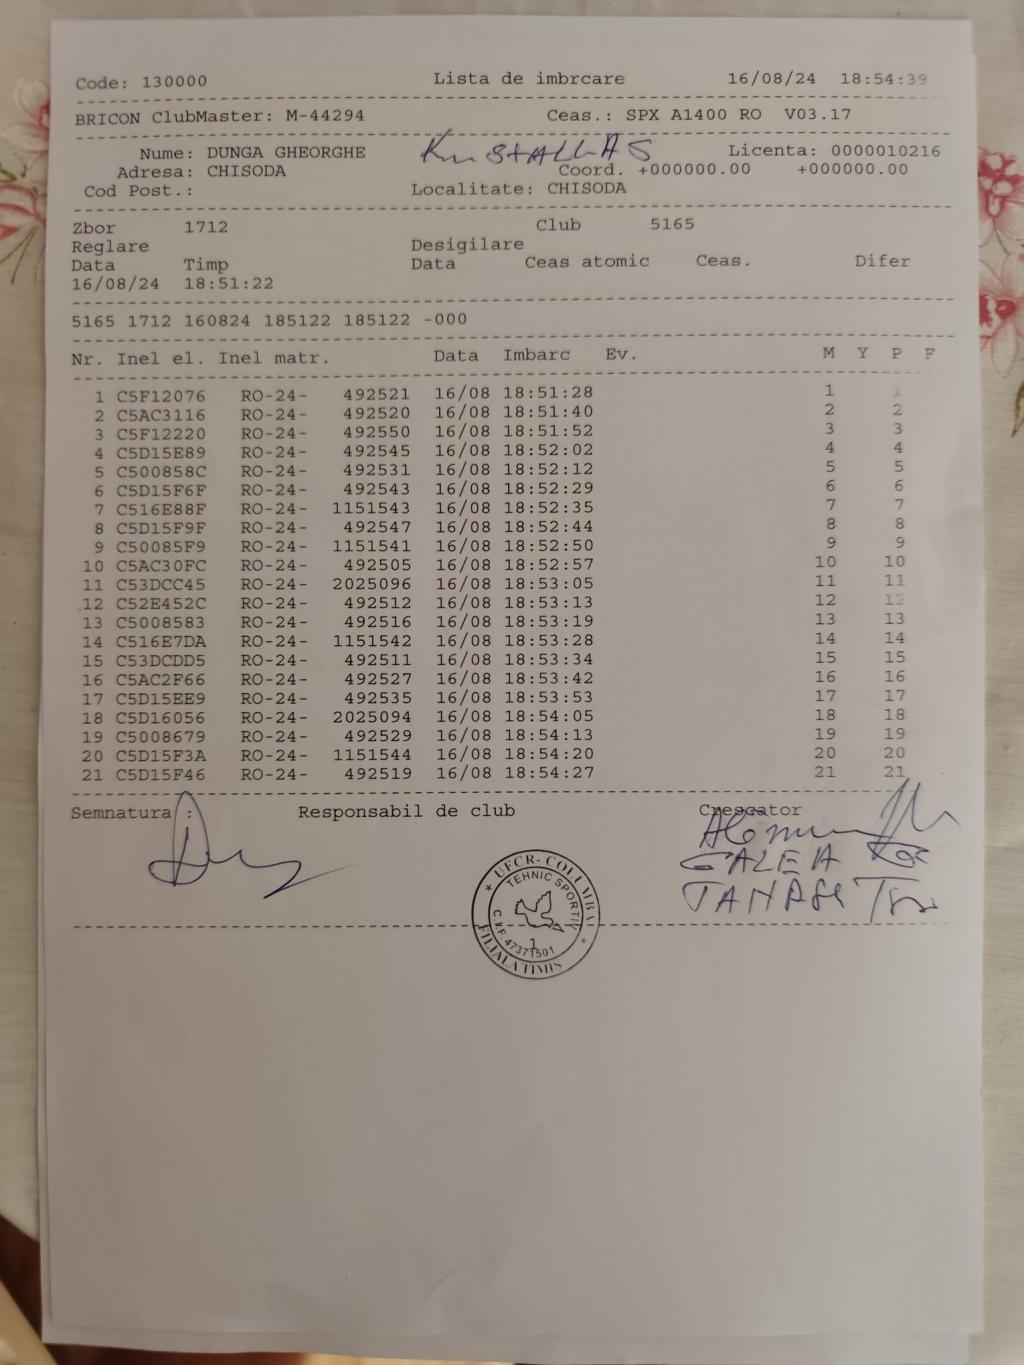 Code: 130000 Lista de imbrcare 16/08/24 18:54:39
BRICON ClubMaster: M-44294 Ceas.: SPX A1400 RO V03.17
Nume: DUNGA GHEORGHE Licenta: 0000010216
Adresa: CHISODA Coord. +000000.00 +000000.00
Cod Post.: Localitate: CHISODA
Zbor 1712 Club 5165
Reglare Desigilare
Data Timp Data Ceas atomic Ceas. Difer
16/08/24 18:51:22
5165 1712 160824 185122 185122 -000
Nr. Inel el. Inel matr. Data Imbarc Ev. M Y P F
1 C5F12076 RO-24- 492521 16/08 18:51:28 1 1
2 C5AC3116 RO-24- 492520 16/08 18:51:40 2 2
3 C5F12220 RO-24- 492550 16/08 18:51:52 3 3
4 C5D15E89 RO-24- 492545 16/08 18:52:02 4 4
5 C500858C RO-24- 492531 16/08 18:52:12 5 5
6 C5D15F6F RO-24- 492543 16/08 18:52:29 6 6
7 C516E88F RO-24- 1151543 16/08 18:52:35 7 7
8 C5D15F9F RO-24- 492547 16/08 18:52:44 8 8
9 C50085F9 RO-24- 1151541 16/08 18:52:50 9 9
10 C5AC30FC RO-24- 492505 16/08 18:52:57 10 10
11 C53DCC45 RO-24- 2025096 16/08 18:53:05 11 11
12 C52E452C RO-24- 492512 16/08 18:53:13 12 12
13 C5008583 RO-24- 492516 16/08 18:53:19 13 13
14 C516E7DA RO-24- 1151542 16/08 18:53:28 14 14
15 C53DCDD5 RO-24- 492511 16/08 18:53:34 15 15
16 C5AC2F66 RO-24- 492527 16/08 18:53:42 16 16
17 C5D15EE9 RO-24- 492535 16/08 18:53:53 17 17
18 C5D16056 RO-24- 2025094 16/08 18:54:05 18 18
19 C5008679 RO-24- 492529 16/08 18:54:13 19 19
20 C5D15F3A RO-24- 1151544 16/08 18:54:20 20 20
21 C5D15F46 RO-24- 492519 16/08 18:54:27 21 21
Semnatura : Responsabil de club Crescator
GALEA
UFCR-COLUMBA
TEHNIC SPORTIV
1
C.I.F. 47371501
FILIALA TIMIS